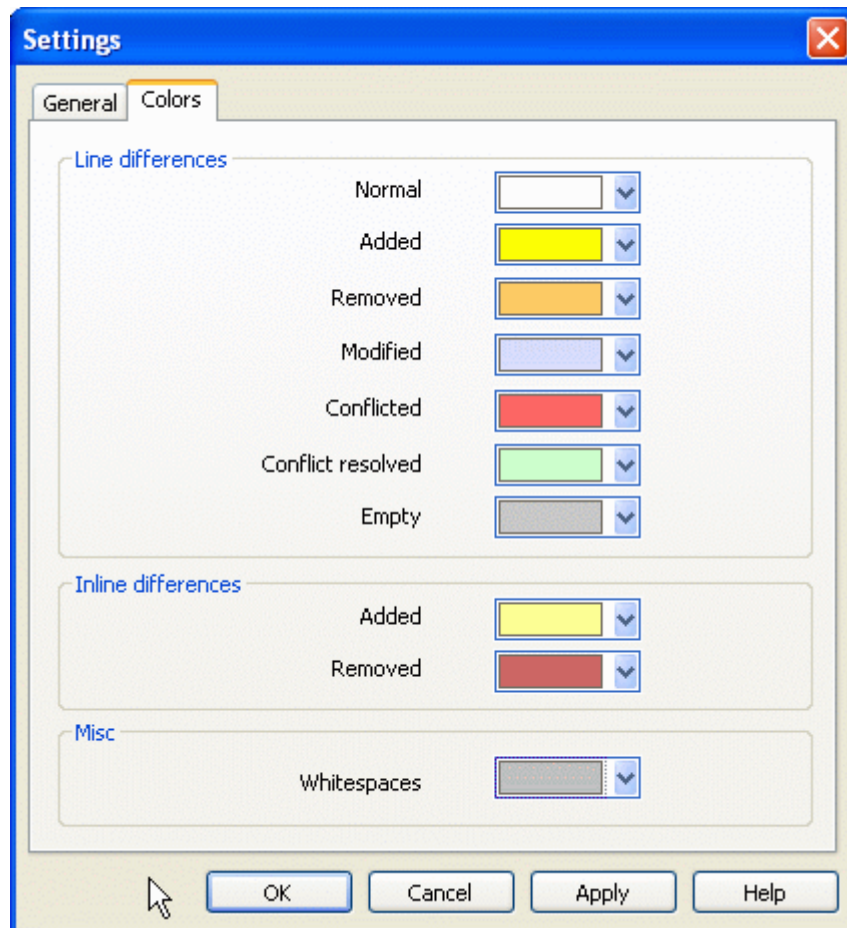 Settings
General Colors
Line differences
Normal
Added
Removed
Modified
Conflicted
Conflict resolved
Empty
Inline differences
Added
Removed
Misc
Whitespaces
OK Cancel Apply Help